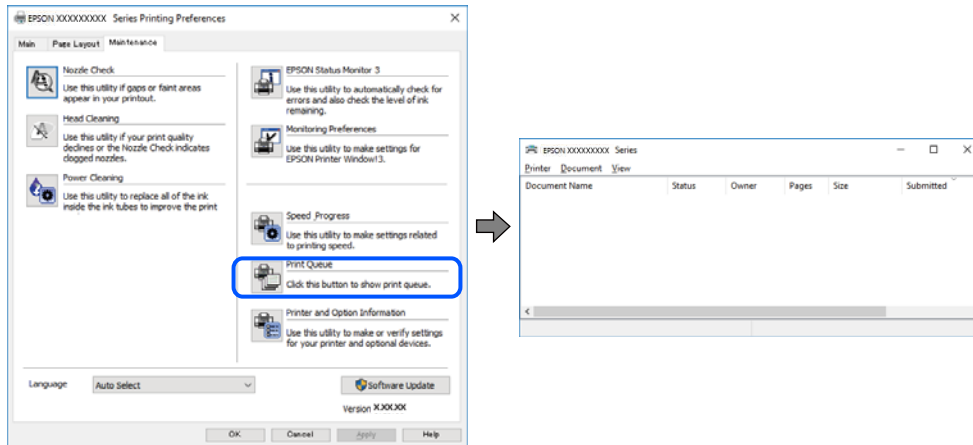 EPSON XXXXXXXXX Series Printing Preferences
Main Page Layout Maintenance
Nozzle Check
Use this utility if gaps or faint areas
appear in your printout.
Head Cleaning
Use this utility if your print quality
declines or the Nozzle Check indicates
clogged nozzles.
Power Cleaning
Use this utility to replace all of the ink
inside the ink tubes to improve the print
EPSON Status Monitor 3
Use this utility to automatically check for
errors and also check the level of ink
remaining.
Monitoring Preferences
Use this utility to make settings for
EPSON Printer Window!3.
Speed Progress
Use this utility to make settings related
to printing speed.
Print Queue
Click this button to show print queue.
Printer and Option Information
Use this utility to make or verify settings
for your printer and optional devices.
Language Auto Select
Software Update
Version X.XX.XX
OK Cancel Apply Help
EPSON XXXXXXXXX Series
Printer Document View
Document Name Status Owner Pages Size Submitted